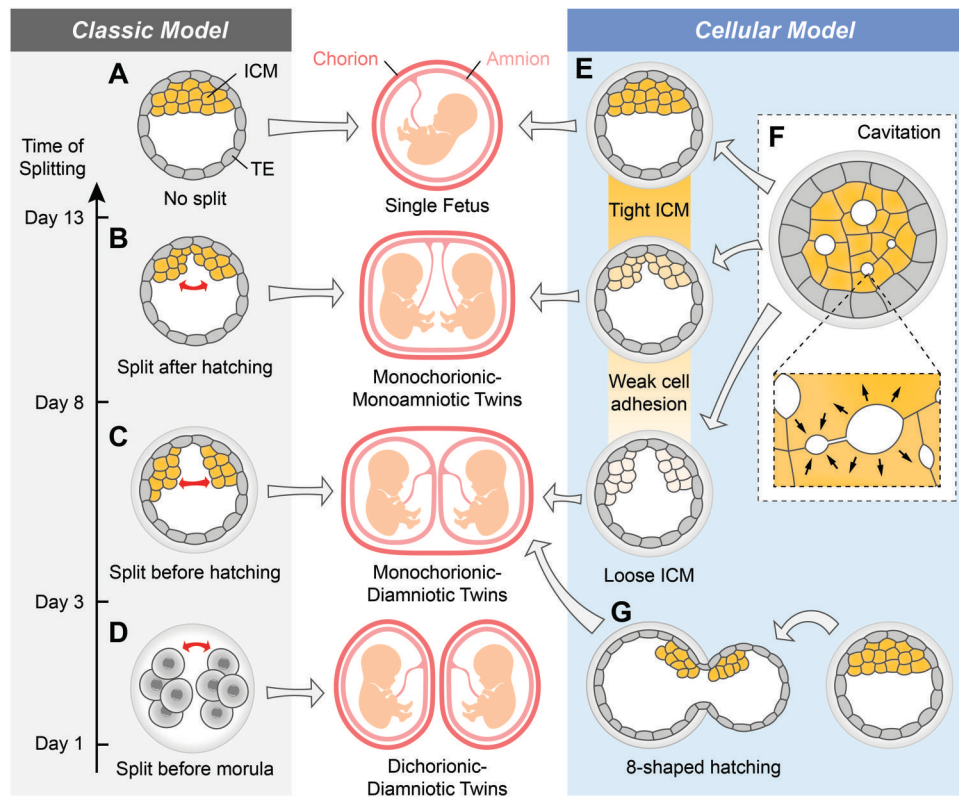 Classic Model
Cellular Model
A
ICM
TE
No split
Time of
Splitting
Day 13
B
Split after hatching
Day 8
C
Split before hatching
Day 3
D
Day 1
Split before morula
Chorion
Amnion
Single Fetus
Monochorionic-
Monoamniotic Twins
Monochorionic-
Diamniotic Twins
Dichorionic-
Diamniotic Twins
E
Tight ICM
Weak cell
adhesion
Loose ICM
F
Cavitation
G
8-shaped hatching